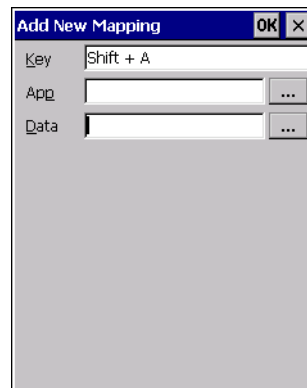 Add New Mapping OK ×
Key Shift + A
App ...
Data ...